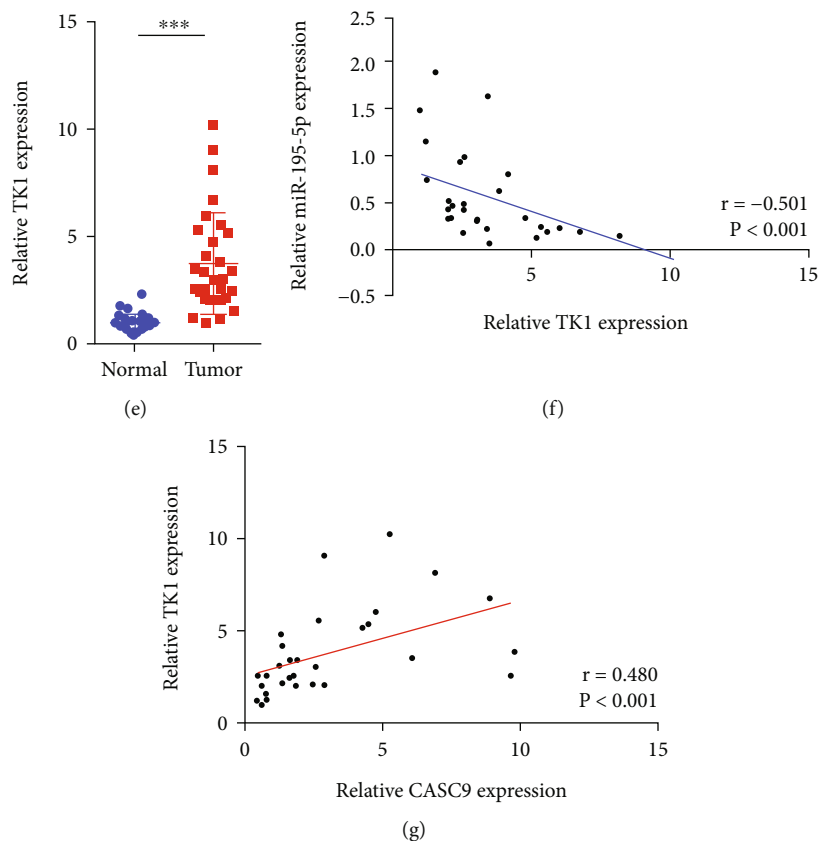 15
10
5
0
Relative TK1 expression
***
Normal
Tumor
(e)
2.5
2.0
1.5
1.0
0.5
0.0
−0.5
Relative miR-195-5p expression
5
10
15
r = −0.501
P < 0.001
Relative TK1 expression
(f)
15
10
5
0
Relative TK1 expression
r = 0.480
P < 0.001
0
5
10
15
Relative CASC9 expression
(g)